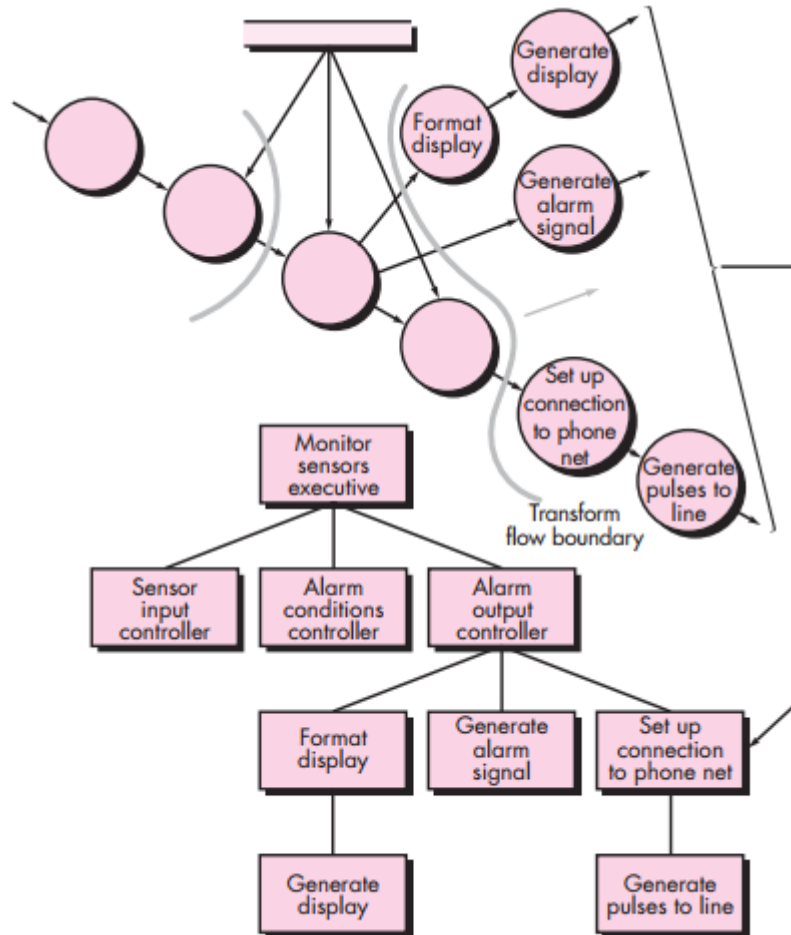 Generate
display
Format
display
Generate
alarm
signal
Set up
connection
to phone
net
Generate
pulses to
line
Transform
flow boundary
Monitor
sensors
executive
Sensor
input
controller
Alarm
conditions
controller
Alarm
output
controller
Format
display
Generate
alarm
signal
Set up
connection
to phone net
Generate
display
Generate
pulses to line